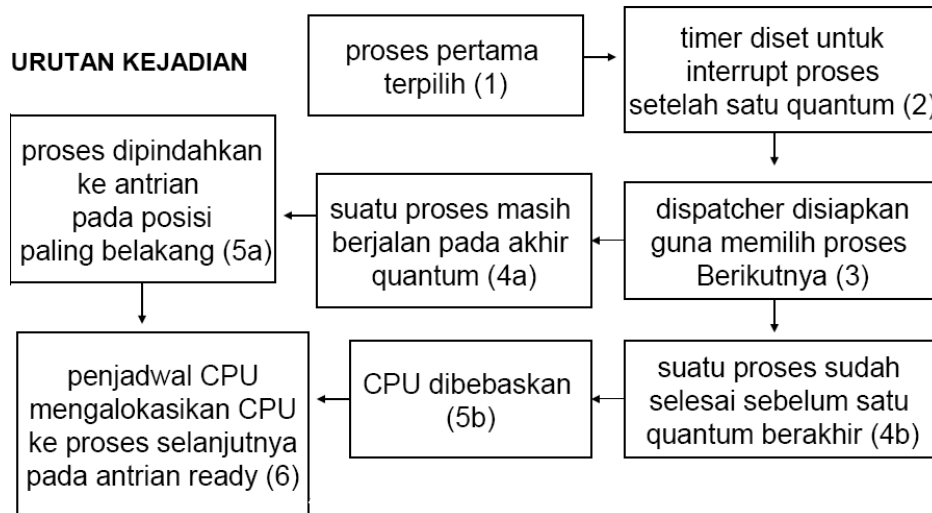 URUTAN KEJADIAN
proses pertama
terpilih (1)
timer diset untuk
interrupt proses
setelah satu quantum (2)
proses dipindahkan
ke antrian
pada posisi
paling belakang (5a)
suatu proses masih
berjalan pada akhir
quantum (4a)
dispatcher disiapkan
guna memilih proses
Berikutnya (3)
penjadwal CPU
mengalokasikan CPU
ke proses selanjutnya
pada antrian ready (6)
CPU dibebaskan
(5b)
suatu proses sudah
selesai sebelum satu
quantum berakhir (4b)